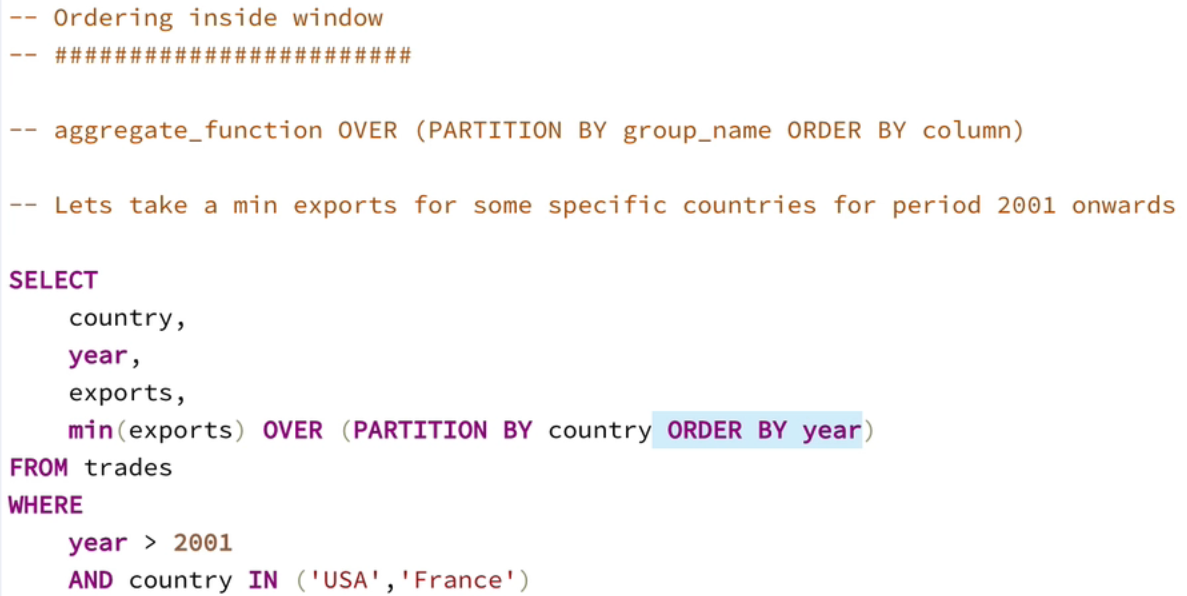 -- Ordering inside window
-- ########################
-- aggregate_function OVER (PARTITION BY group_name ORDER BY column)
-- Lets take a min exports for some specific countries for period 2001 onwards
SELECT
country,
year,
exports,
min(exports) OVER (PARTITION BY country ORDER BY year)
FROM trades
WHERE
year > 2001
AND country IN ('USA','France')